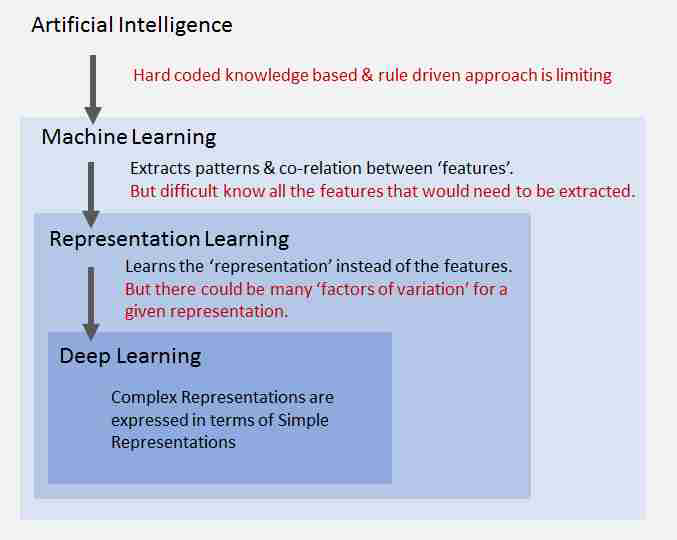 Artificial Intelligence
Hard coded knowledge based & rule driven approach is limiting
Machine Learning
Extracts patterns & co-relation between ‘features’.
But difficult know all the features that would need to be extracted.
Representation Learning
Learns the ‘representation’ instead of the features.
But there could be many ‘factors of variation’ for a
given representation.
Deep Learning
Complex Representations are
expressed in terms of Simple
Representations